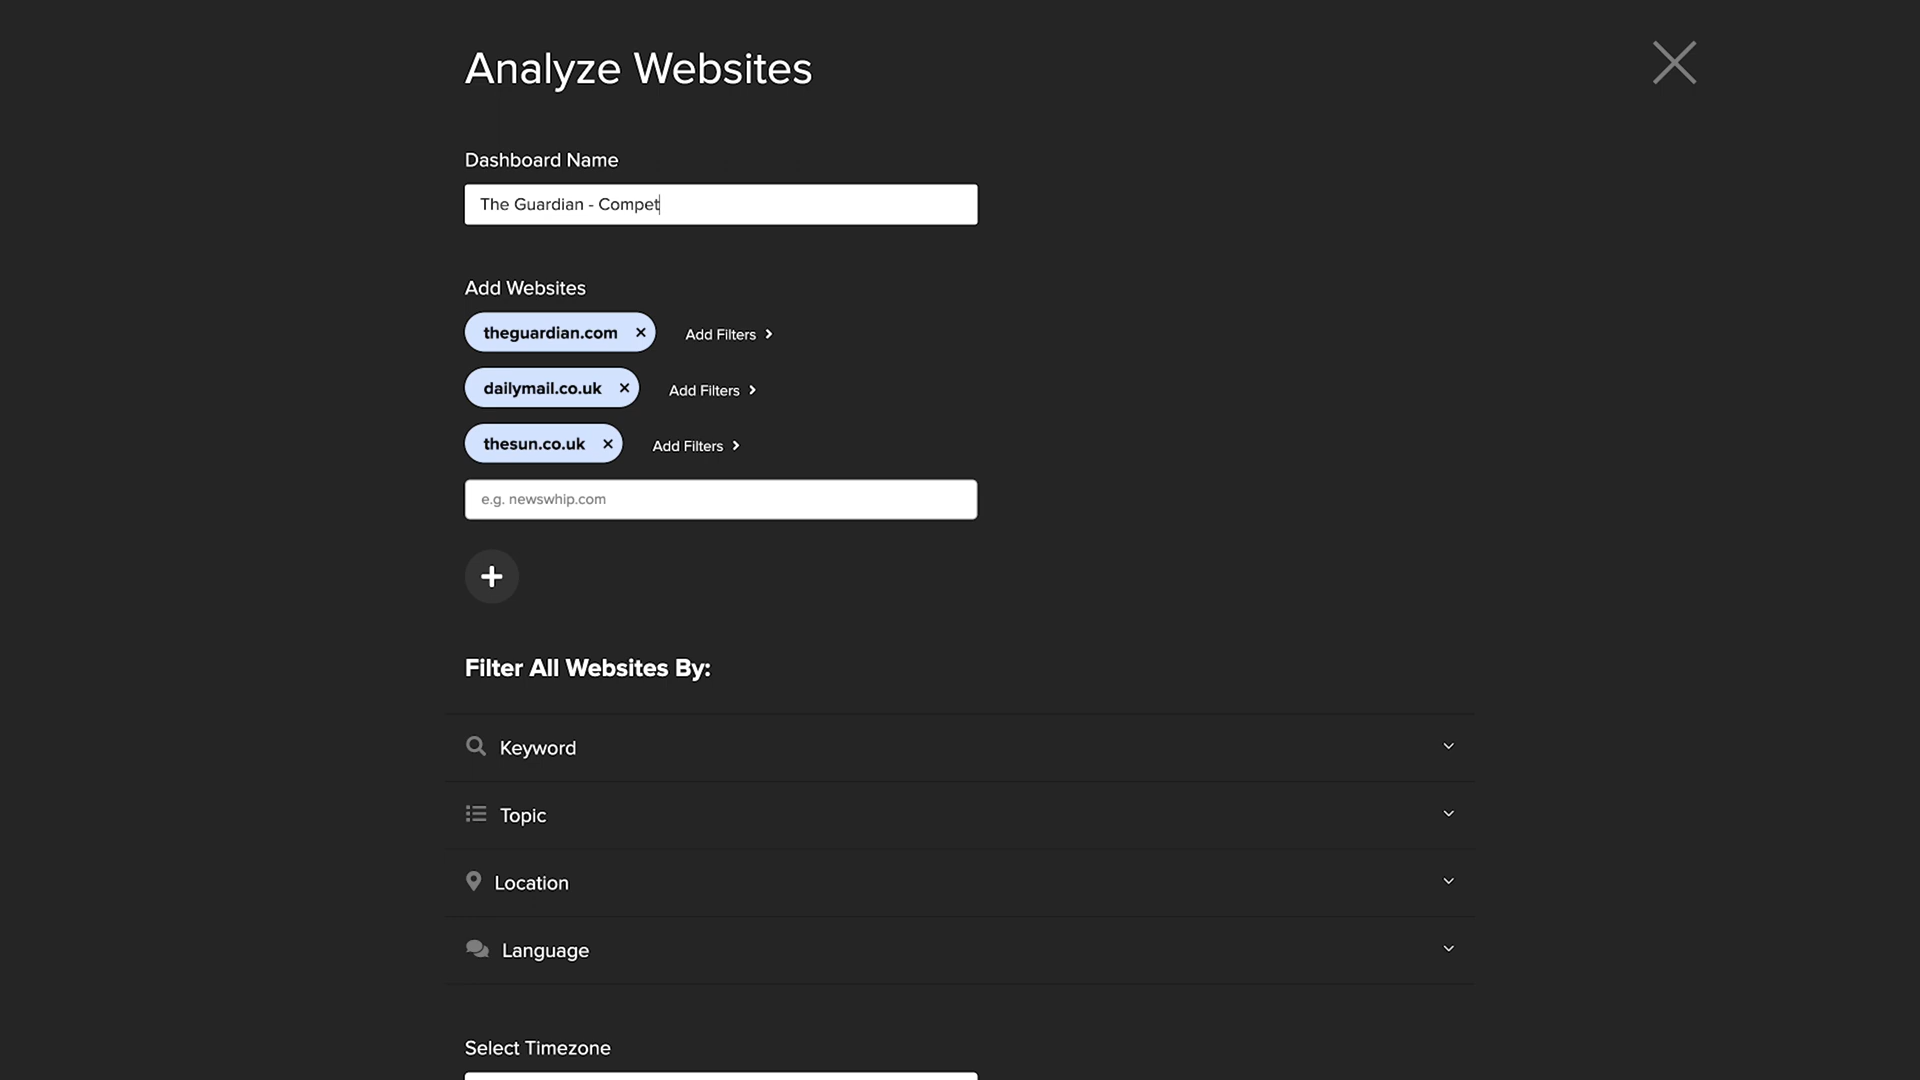 Analyze Websites
Dashboard Name
The Guardian - Compet
Add Websites
theguardian.com × Add Filters
dailymail.co.uk × Add Filters
thesun.co.uk × Add Filters
e.g. newswhip.com
Filter All Websites By:
Keyword
Topic
Location
Language
Select Timezone